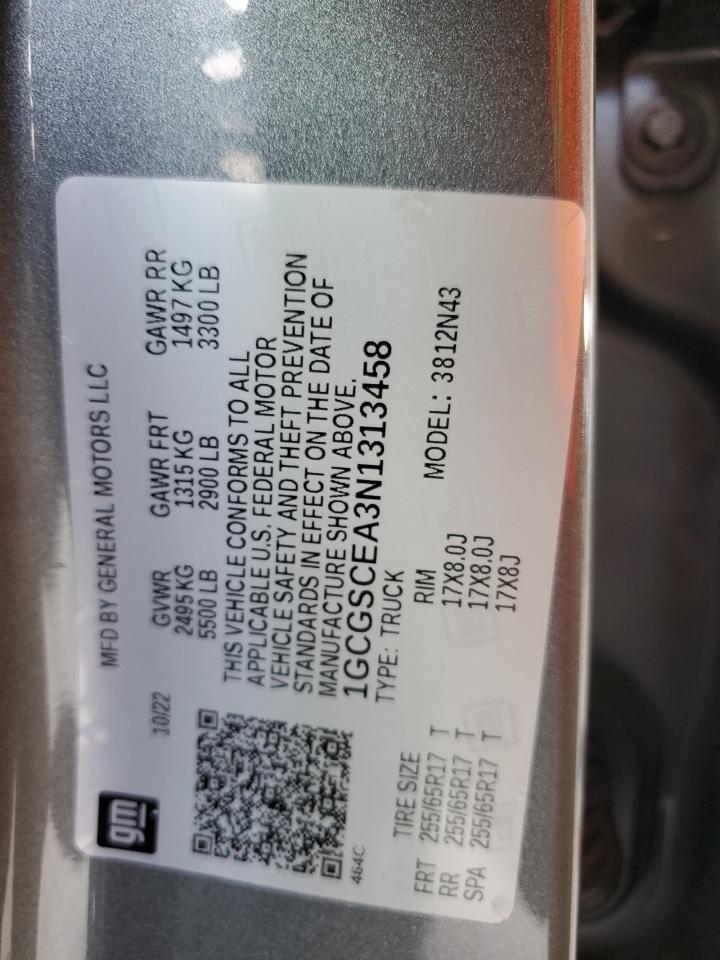 gm
MFD BY GENERAL MOTORS LLC
10/22
GVWR GAWR FRT GAWR RR
2495 KG 1315 KG 1497 KG
5500 LB 2900 LB 3300 LB
THIS VEHICLE CONFORMS TO ALL
APPLICABLE U.S. FEDERAL MOTOR
VEHICLE SAFETY AND THEFT PREVENTION
STANDARDS IN EFFECT ON THE DATE OF
MANUFACTURE SHOWN ABOVE.
1GCGSCEA3N1313458
TYPE: TRUCK
464C
MODEL: 3812N43
TIRE SIZE RIM
FRT 255/65R17 T 17X8.0J
RR 255/65R17 T 17X8.0J
SPA 255/65R17 T 17X8J